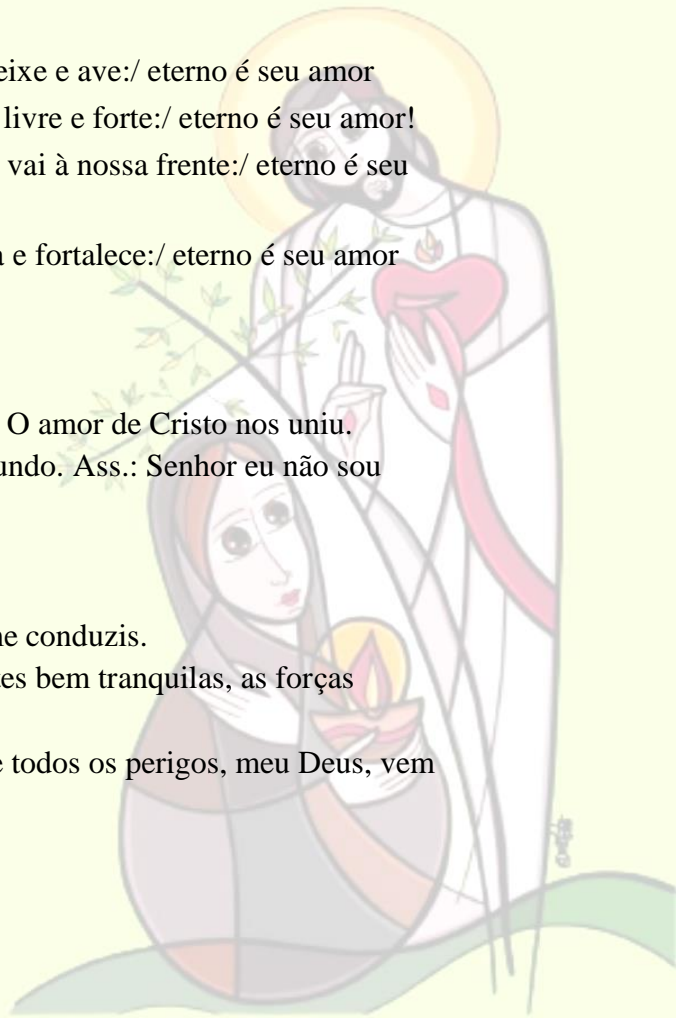 eixe e ave:/ eterno é seu amor
livre e forte:/ eterno é seu amor!
vai à nossa frente:/ eterno é seu
a e fortalece:/ eterno é seu amor
O amor de Cristo nos uniu.
undo. Ass.: Senhor eu não sou
ne conduzis.
tes bem tranquilas, as forças
e todos os perigos, meu Deus, vem